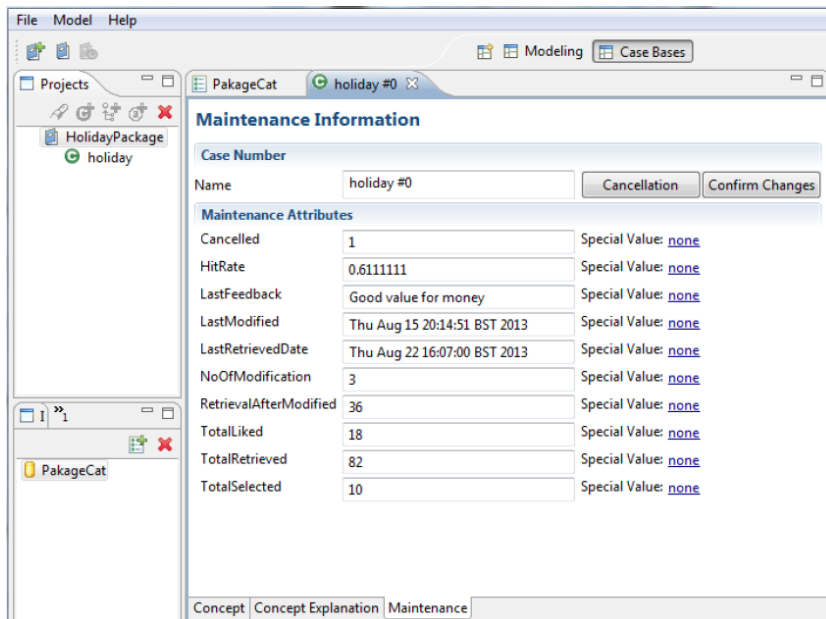 File Model Help
Modeling Case Bases
Projects
HolidayPackage
holiday
I »1
PakageCat
PakageCat holiday #0
Maintenance Information
Case Number
Name holiday #0 Cancellation Confirm Changes
Maintenance Attributes
Cancelled 1 Special Value: none
HitRate 0.6111111 Special Value: none
LastFeedback Good value for money Special Value: none
LastModified Thu Aug 15 20:14:51 BST 2013 Special Value: none
LastRetrievedDate Thu Aug 22 16:07:00 BST 2013 Special Value: none
NoOfModification 3 Special Value: none
RetrievalAfterModified 36 Special Value: none
TotalLiked 18 Special Value: none
TotalRetrieved 82 Special Value: none
TotalSelected 10 Special Value: none
Concept Concept Explanation Maintenance